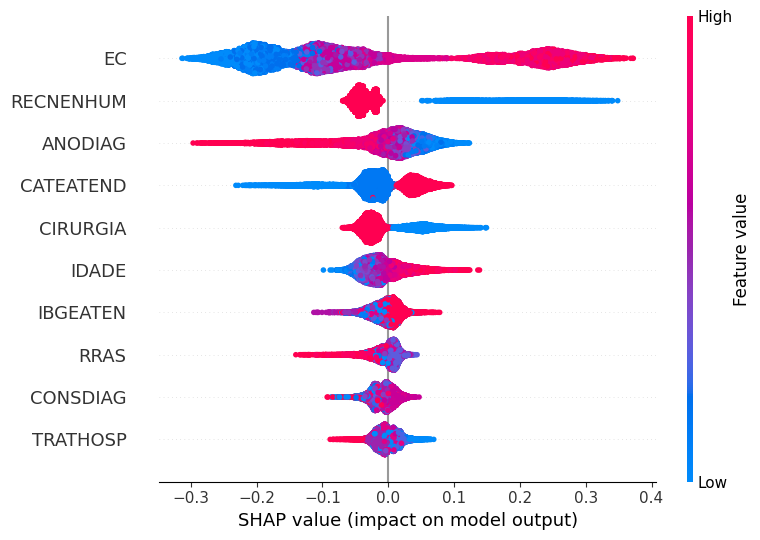 High
EC
RECNENHUM
ANODIAG
CATEATEND
CIRURGIA
IDADE
IBGEATEN
RRAS
CONSDIAG
TRATHOSP
Feature value
Low
−0.3 −0.2 −0.1 0.0 0.1 0.2 0.3 0.4
SHAP value (impact on model output)